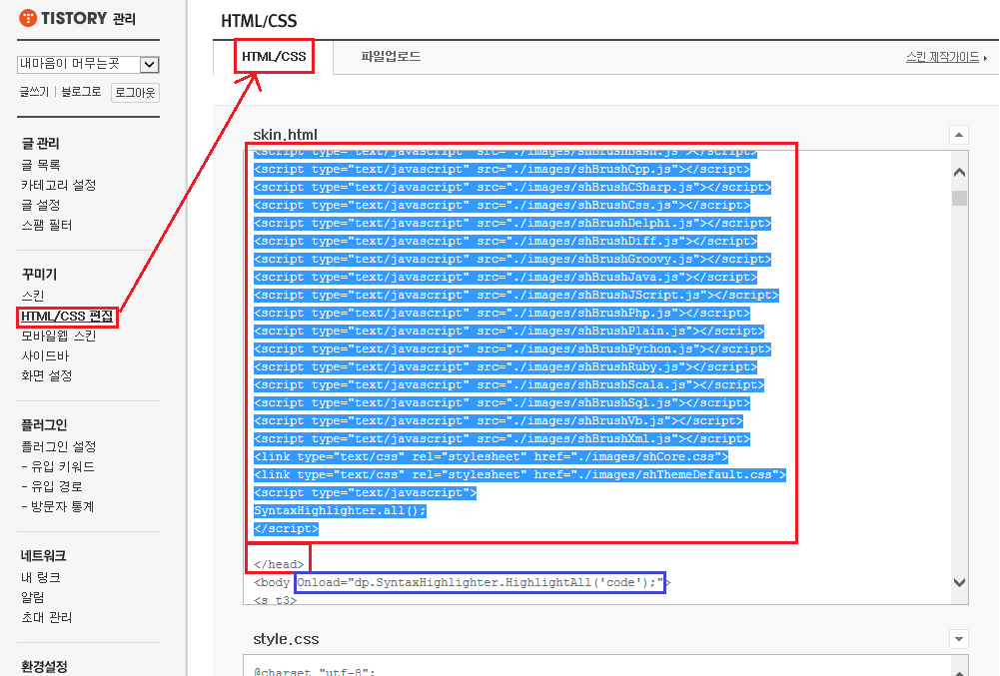 TISTORY 관리
내마음이 머무는곳
글쓰기 | 블로그로 로그아웃
글 관리
글 목록
카테고리 설정
글 설정
스팸 필터
꾸미기
스킨
HTML/CSS 편집
모바일웹 스킨
사이드바
화면 설정
플러그인
플러그인 설정
- 유입 키워드
- 유입 경로
- 방문자 통계
네트워크
내 링크
알림
초대 관리
환경설정
HTML/CSS
HTML/CSS 파일업로드 스킨 제작가이드
skin.html
<script type="text/javascript" src="./images/shBrushBash.js"></script>
<script type="text/javascript" src="./images/shBrushCpp.js"></script>
<script type="text/javascript" src="./images/shBrushCSharp.js"></script>
<script type="text/javascript" src="./images/shBrushCss.js"></script>
<script type="text/javascript" src="./images/shBrushDelphi.js"></script>
<script type="text/javascript" src="./images/shBrushDiff.js"></script>
<script type="text/javascript" src="./images/shBrushGroovy.js"></script>
<script type="text/javascript" src="./images/shBrushJava.js"></script>
<script type="text/javascript" src="./images/shBrushJScript.js"></script>
<script type="text/javascript" src="./images/shBrushPhp.js"></script>
<script type="text/javascript" src="./images/shBrushPlain.js"></script>
<script type="text/javascript" src="./images/shBrushPython.js"></script>
<script type="text/javascript" src="./images/shBrushRuby.js"></script>
<script type="text/javascript" src="./images/shBrushScala.js"></script>
<script type="text/javascript" src="./images/shBrushSql.js"></script>
<script type="text/javascript" src="./images/shBrushVb.js"></script>
<script type="text/javascript" src="./images/shBrushXml.js"></script>
<link type="text/css" rel="stylesheet" href="./images/shCore.css">
<link type="text/css" rel="stylesheet" href="./images/shThemeDefault.css">
<script type="text/javascript">
SyntaxHighlighter.all();
</script>
</head>
<body Onload="dp.SyntaxHighlighter.HighlightAll('code');">
<s_t3>
style.css
@charset "utf-8";